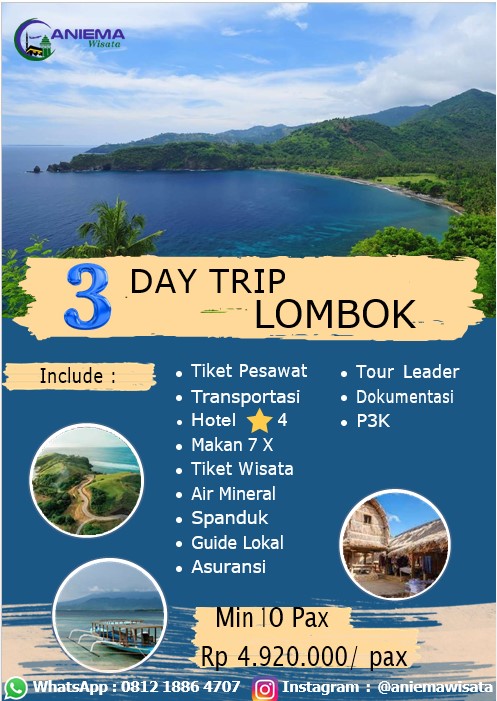 ANIEMA
Wisata
3 DAY TRIP
LOMBOK
Include :
Tiket Pesawat
Transportasi
Hotel ⭐ 4
Makan 7 X
Tiket Wisata
Air Mineral
Spanduk
Guide Lokal
Asuransi
Tour Leader
Dokumentasi
P3K
Min 10 Pax
Rp 4.920.000/ pax
WhatsApp : 0812 1886 4707
Instagram : @aniemawisata